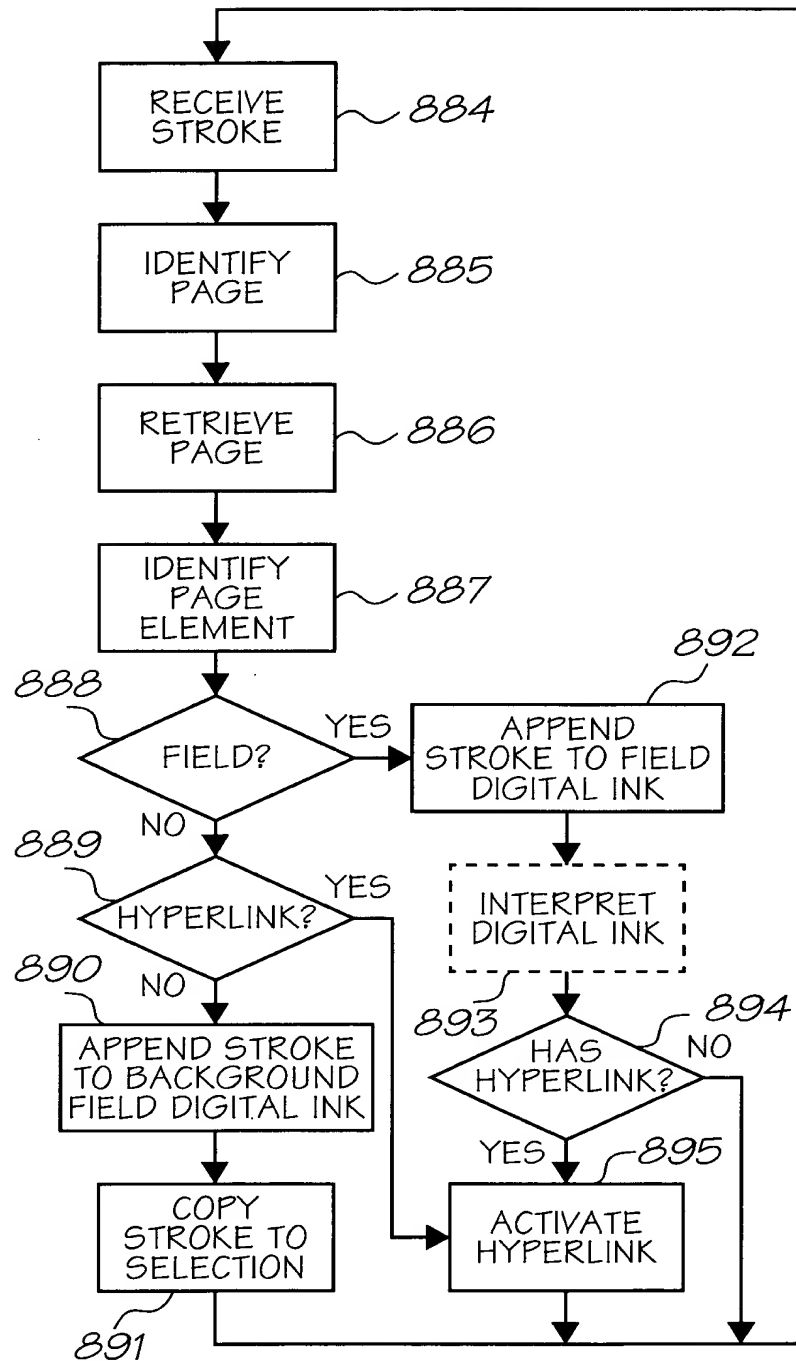 RECEIVE
STROKE
884
IDENTIFY
PAGE
885
RETRIEVE
PAGE
886
IDENTIFY
PAGE
ELEMENT
887
888
FIELD?
YES
NO
892
APPEND
STROKE TO FIELD
DIGITAL INK
889
HYPERLINK?
YES
NO
INTERPRET
DIGITAL INK
893
890
APPEND STROKE
TO BACKGROUND
FIELD DIGITAL INK
894
HAS
HYPERLINK?
NO
YES
895
COPY
STROKE TO
SELECTION
891
ACTIVATE
HYPERLINK